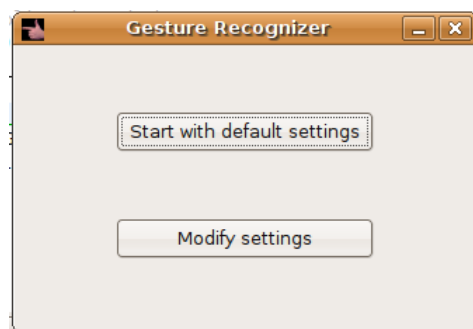 Gesture Recognizer
Start with default settings
Modify settings